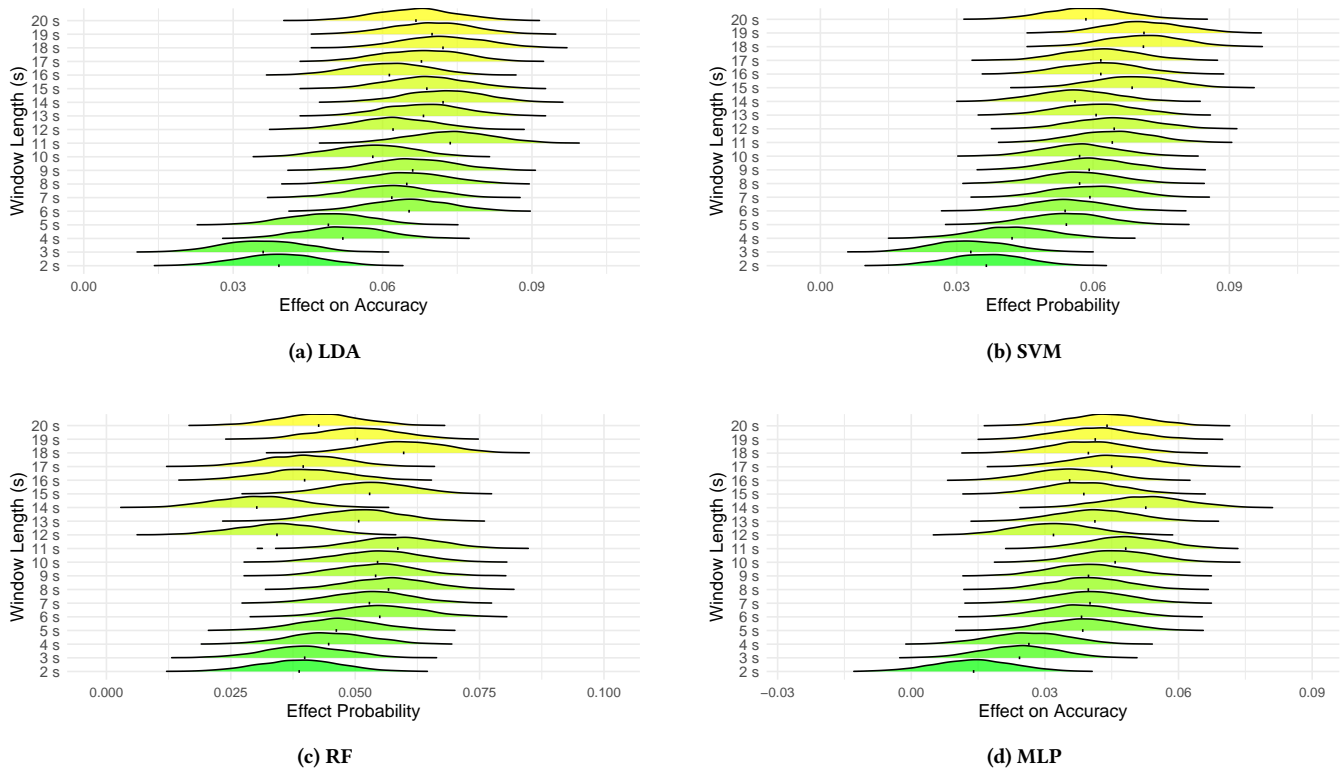 20 s
19 s
18 s
17 s
16 s
15 s
14 s
13 s
12 s
11 s
10 s
9 s
8 s
7 s
6 s
5 s
4 s
3 s
2 s
Window Length (s)
0.00 0.03 0.06 0.09
Effect on Accuracy
(a) LDA
20 s
19 s
18 s
17 s
16 s
15 s
14 s
13 s
12 s
11 s
10 s
9 s
8 s
7 s
6 s
5 s
4 s
3 s
2 s
Window Length (s)
0.00 0.03 0.06 0.09
Effect Probability
(b) SVM
20 s
19 s
18 s
17 s
16 s
15 s
14 s
13 s
12 s
11 s
10 s
9 s
8 s
7 s
6 s
5 s
4 s
3 s
2 s
Window Length (s)
0.000 0.025 0.050 0.075 0.100
Effect Probability
(c) RF
20 s
19 s
18 s
17 s
16 s
15 s
14 s
13 s
12 s
11 s
10 s
9 s
8 s
7 s
6 s
5 s
4 s
3 s
2 s
Window Length (s)
−0.03 0.00 0.03 0.06 0.09
Effect on Accuracy
(d) MLP